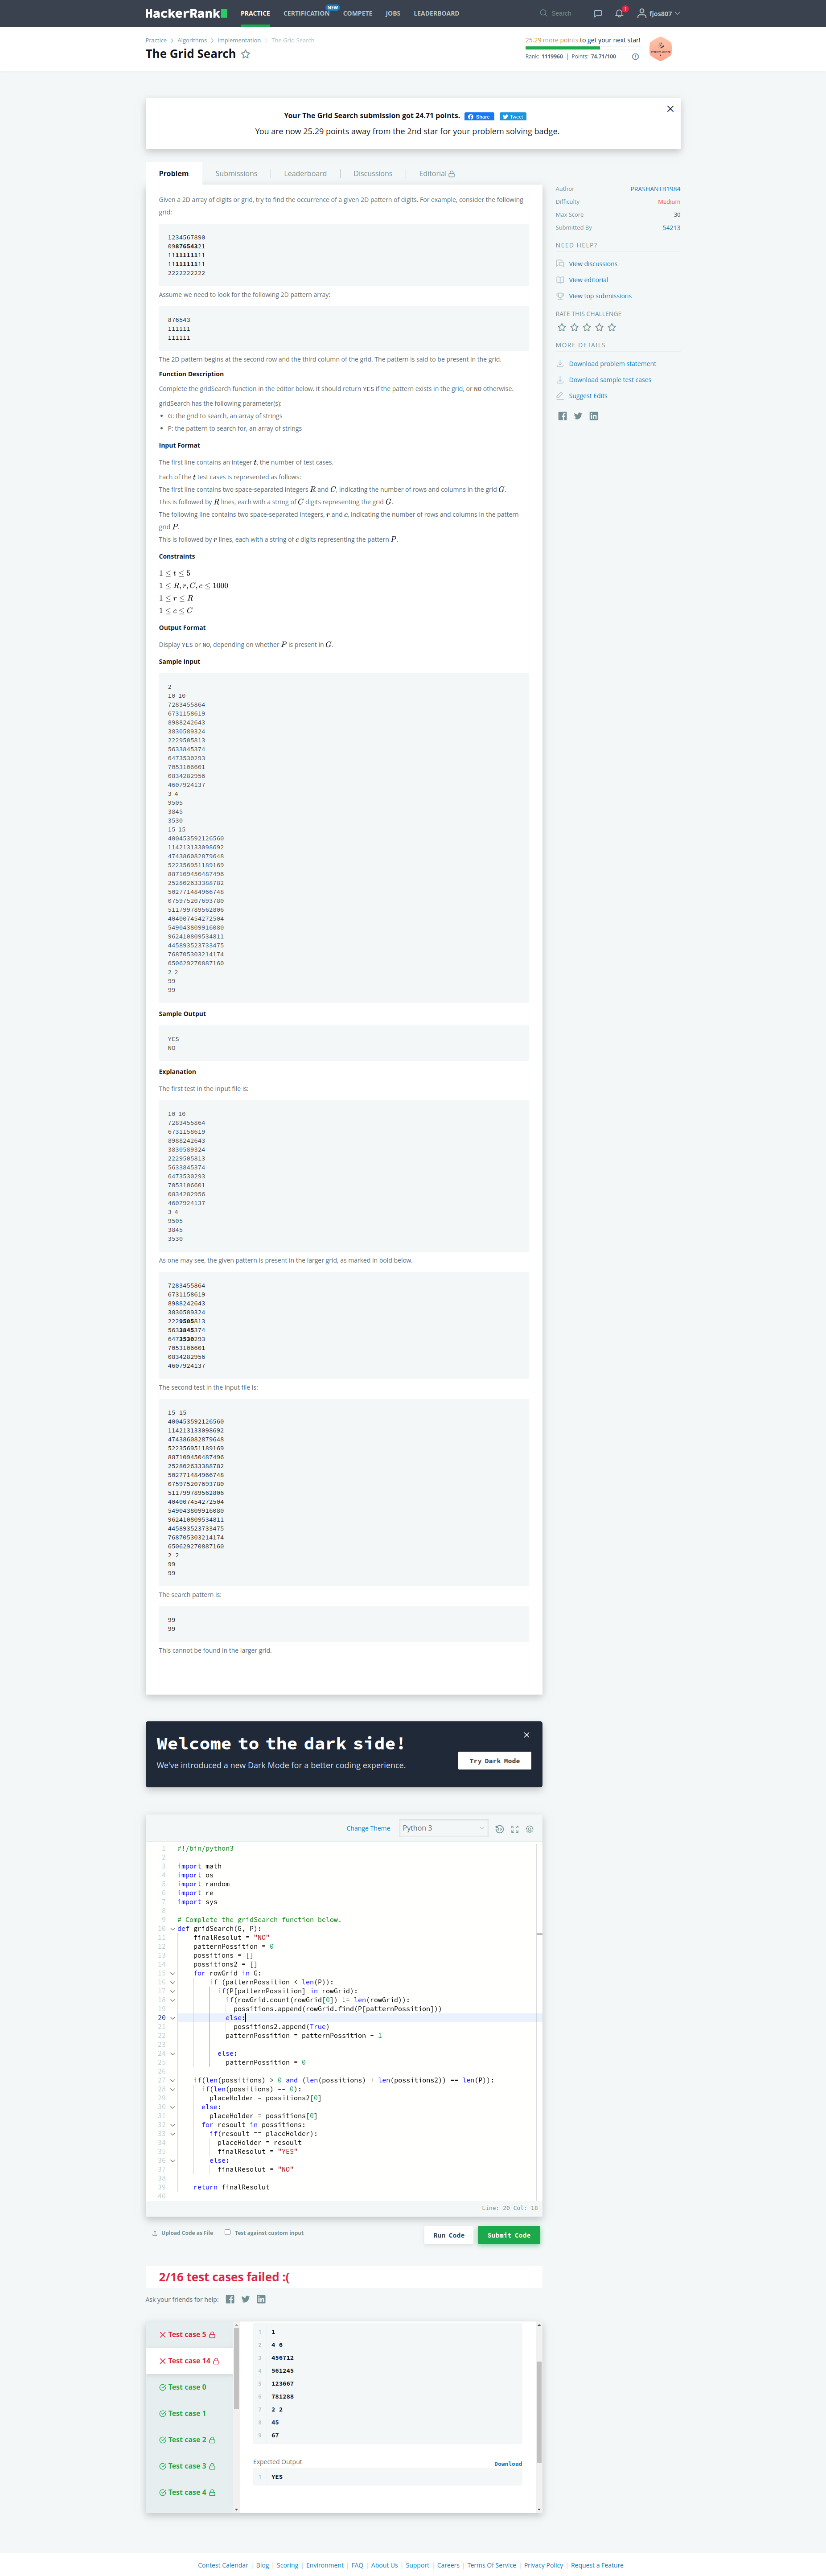 HackerRank
PRACTICE
CERTIFICATION
NEW
COMPETE
JOBS
LEADERBOARD
Search
1
fjos807
Practice > Algorithms > Implementation > The Grid Search
The Grid Search
25.29 more points to get your next star!
Rank: 1119960 | Points: 74.71/100
Your The Grid Search submission got 24.71 points. Share Tweet
You are now 25.29 points away from the 2nd star for your problem solving badge.
Problem
Submissions
Leaderboard
Discussions
Editorial
Author PRASHANTB1984
Difficulty Medium
Max Score 30
Submitted By 54213
NEED HELP?
View discussions
View editorial
View top submissions
RATE THIS CHALLENGE
MORE DETAILS
Download problem statement
Download sample test cases
Suggest Edits
Given a 2D array of digits or grid, try to find the occurrence of a given 2D pattern of digits. For example, consider the following
grid:
1234567890
0987654321
1111111111
1111111111
2222222222
Assume we need to look for the following 2D pattern array:
876543
111111
111111
The 2D pattern begins at the second row and the third column of the grid. The pattern is said to be present in the grid.
Function Description
Complete the gridSearch function in the editor below. It should return YES if the pattern exists in the grid, or NO otherwise.
gridSearch has the following parameter(s):
• G: the grid to search, an array of strings
• P: the pattern to search for, an array of strings
Input Format
The first line contains an integer t, the number of test cases.
Each of the t test cases is represented as follows:
The first line contains two space-separated integers R and C, indicating the number of rows and columns in the grid G.
This is followed by R lines, each with a string of C digits representing the grid G.
The following line contains two space-separated integers, r and c, indicating the number of rows and columns in the pattern
grid P.
This is followed by r lines, each with a string of c digits representing the pattern P.
Constraints
1 ≤ t ≤ 5
1 ≤ R, r, C, c ≤ 1000
1 ≤ r ≤ R
1 ≤ c ≤ C
Output Format
Display YES or NO, depending on whether P is present in G.
Sample Input
2
10 10
7283455864
6731158619
8988242643
3830589324
2229505813
5633845374
6473530293
7053106601
0834282956
4607924137
3 4
9505
3845
3530
15 15
400453592126560
114213133098692
474386082879648
522356951189169
887109450487496
252802633388782
502771484966748
075975207693780
511799789562806
404007454272504
549043809916080
962410809534811
445893523733475
768705303214174
650629270887160
2 2
99
99
Sample Output
YES
NO
Explanation
The first test in the input file is:
10 10
7283455864
6731158619
8988242643
3830589324
2229505813
5633845374
6473530293
7053106601
0834282956
4607924137
3 4
9505
3845
3530
As one may see, the given pattern is present in the larger grid, as marked in bold below.
7283455864
6731158619
8988242643
3830589324
2229505813
5633845374
6473530293
7053106601
0834282956
4607924137
The second test in the input file is:
15 15
400453592126560
114213133098692
474386082879648
522356951189169
887109450487496
252802633388782
502771484966748
075975207693780
511799789562806
404007454272504
549043809916080
962410809534811
445893523733475
768705303214174
650629270887160
2 2
99
99
The search pattern is:
99
99
This cannot be found in the larger grid.
Welcome to the dark side!
We've introduced a new Dark Mode for a better coding experience.
Try Dark Mode
Change Theme
Python 3
1 #!/bin/python3
2
3 import math
4 import os
5 import random
6 import re
7 import sys
8
9 # Complete the gridSearch function below.
10 def gridSearch(G, P):
11 finalResolut = "NO"
12 patternPossition = 0
13 possitions = []
14 possitions2 = []
15 for rowGrid in G:
16 if (patternPossition < len(P)):
17 if(P[patternPossition] in rowGrid):
18 if(rowGrid.count(rowGrid[0]) != len(rowGrid)):
19 possitions.append(rowGrid.find(P[patternPossition]))
20 else:
21 possitions2.append(True)
22 patternPossition = patternPossition + 1
23
24 else:
25 patternPossition = 0
26
27 if(len(possitions) > 0 and (len(possitions) + len(possitions2)) == len(P)):
28 if(len(possitions) == 0):
29 placeHolder = possitions2[0]
30 else:
31 placeHolder = possitions[0]
32 for resoult in possitions:
33 if(resoult == placeHolder):
34 placeHolder = resoult
35 finalResolut = "YES"
36 else:
37 finalResolut = "NO"
38
39 return finalResolut
40
Line: 20 Col: 18
Upload Code as File
Test against custom input
Run Code
Submit Code
2/16 test cases failed :(
Ask your friends for help:
Test case 5
Test case 14
Test case 0
Test case 1
Test case 2
Test case 3
Test case 4
1 1
2 4 6
3 456712
4 561245
5 123667
6 781288
7 2 2
8 45
9 67
Expected Output
Download
1 YES
Contest Calendar | Blog | Scoring | Environment | FAQ | About Us | Support | Careers | Terms Of Service | Privacy Policy | Request a Feature